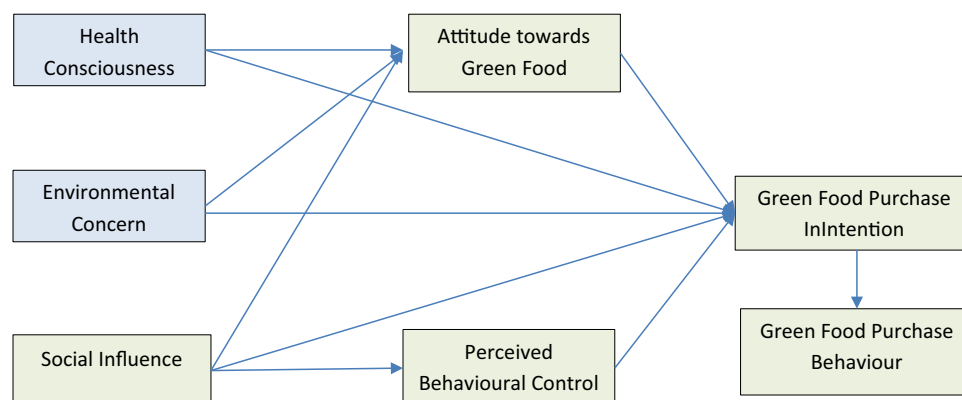 Health
Consciousness
Attitude towards
Green Food
Environmental
Concern
Green Food Purchase
InIntention
Social Influence
Perceived
Behavioural Control
Green Food Purchase
Behaviour